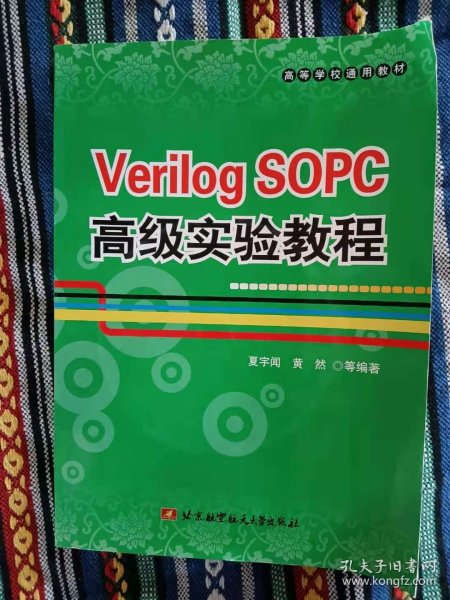 高等学校通用教材
Verilog SOPC
高级实验教程
夏宇闻 黄 然 ◎等编著
北京航空航天大学出版社
孔夫子旧书网
www.kongfz.com